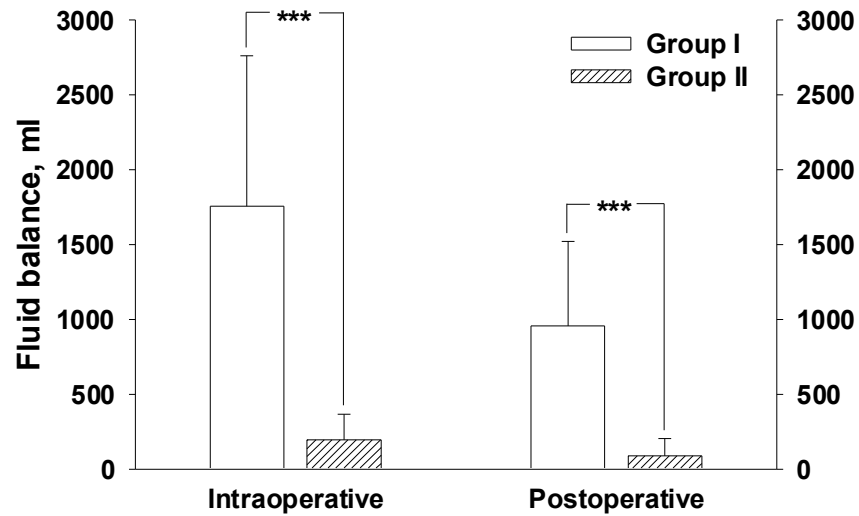 3000 *** 3000
Group I
2500 Group II 2500
2000 2000
***
1500 1500
1000 1000
500 500
0 0
Fluid balance, ml
Intraoperative Postoperative